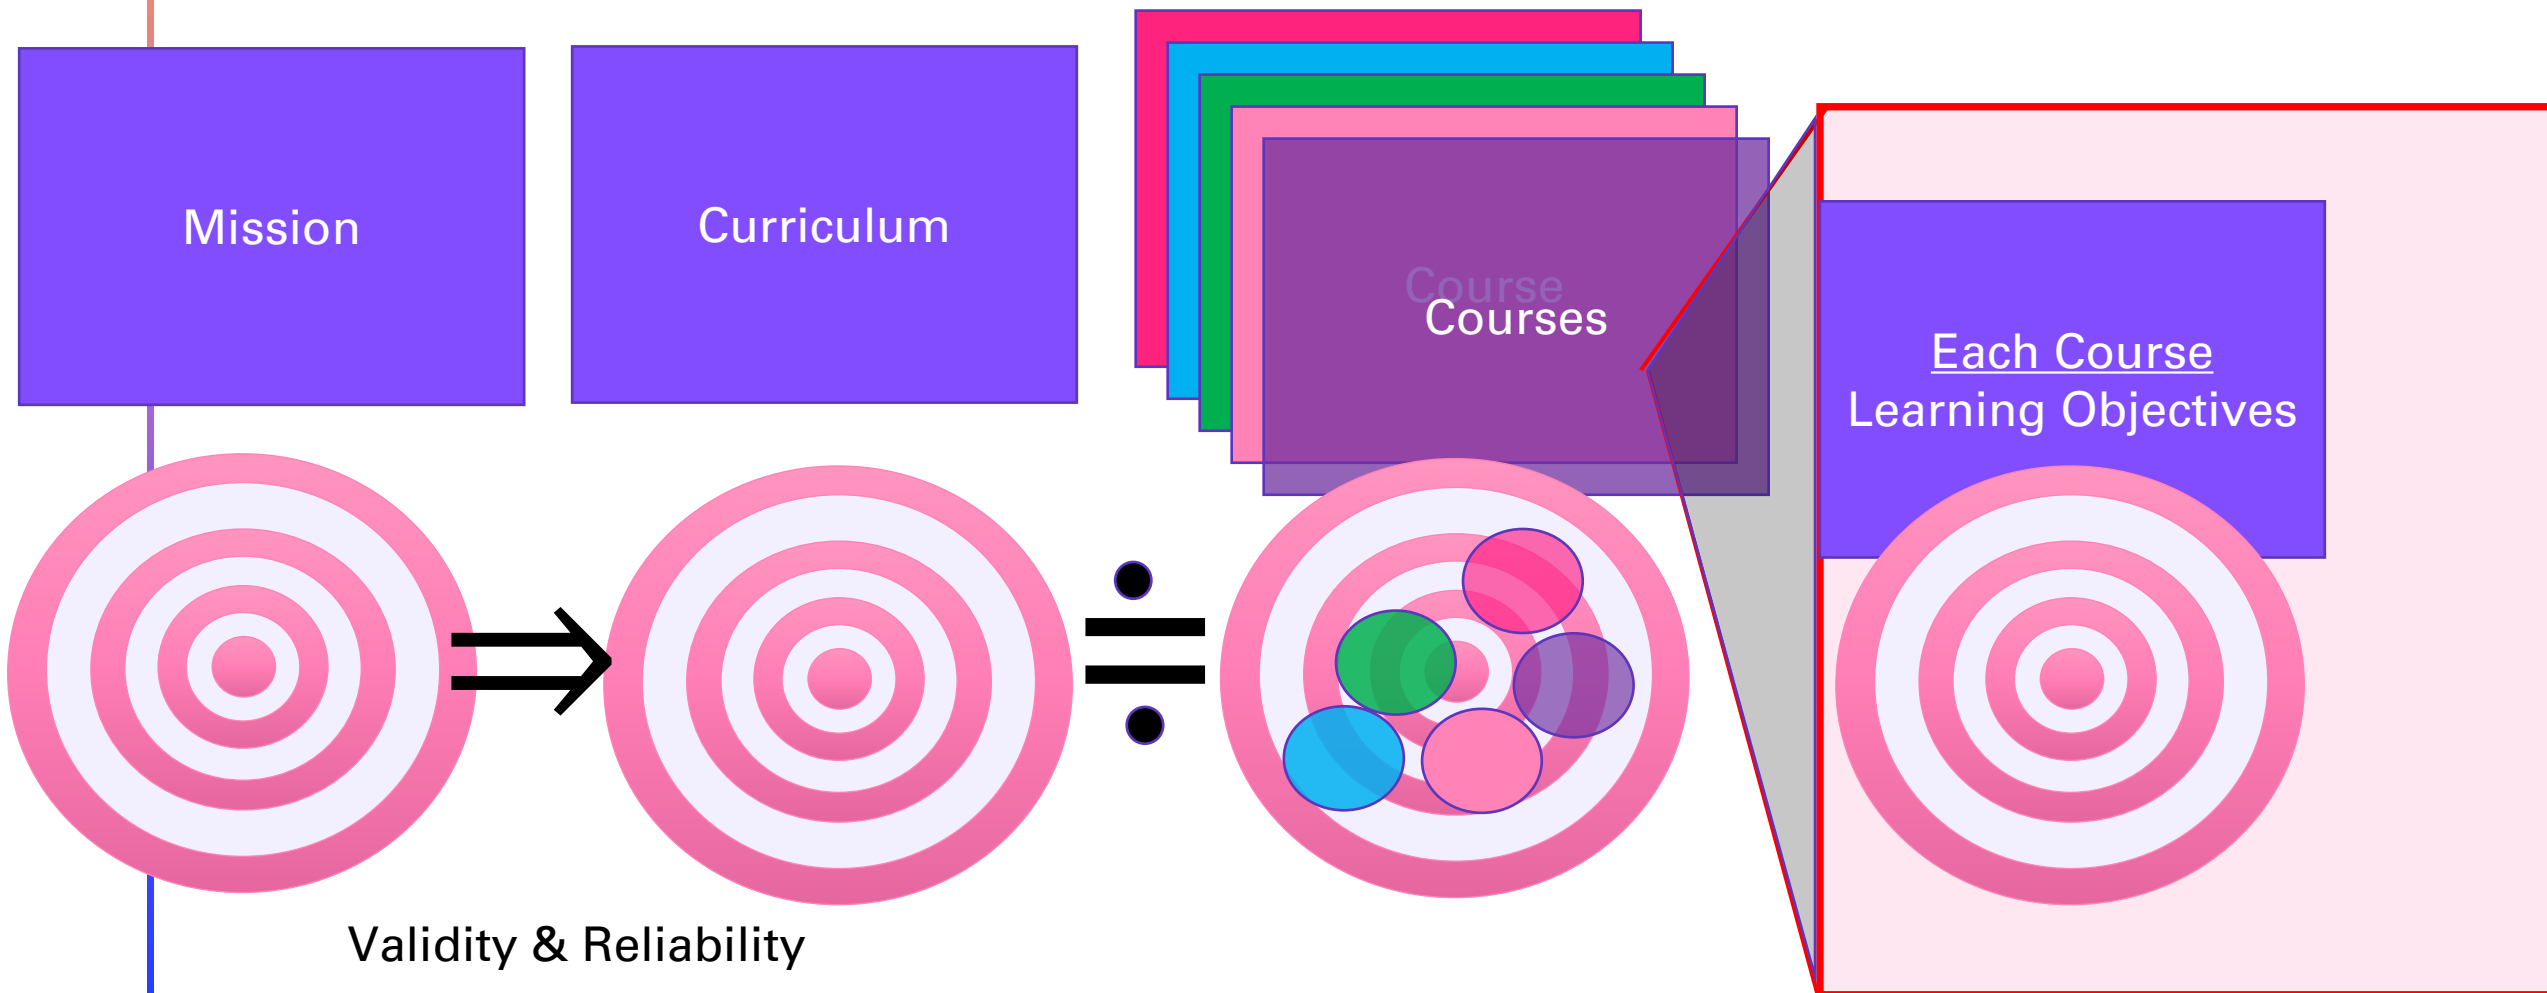 Mission
Curriculum
Course
Courses
Each Course
Learning Objectives
Validity & Reliability